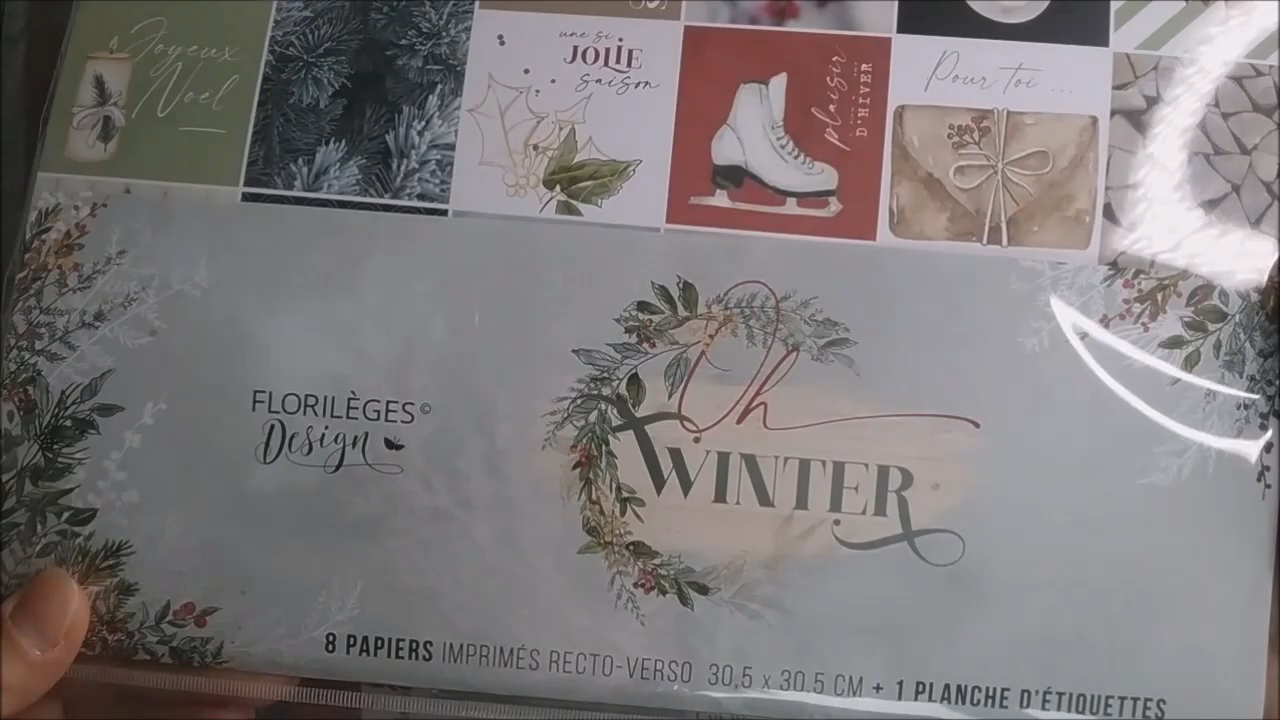 Joyeux
Noël
une si
JOLIE
saison
plaisir
D'HIVER
Pour toi ...
FLORILÈGES©
Design
Oh
WINTER
8 PAPIERS IMPRIMÉS RECTO-VERSO 30,5 x 30,5 CM + 1 PLANCHE D'ÉTIQUETTES